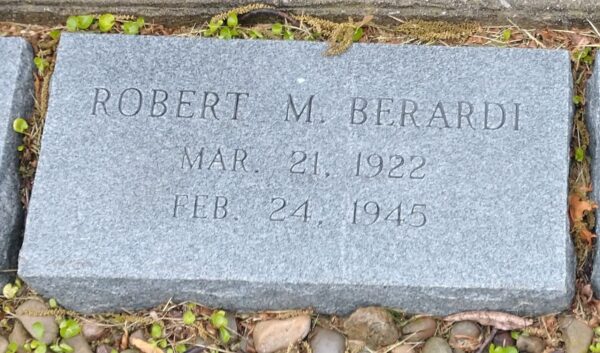 ROBERT M. BERARDI
MAR. 21, 1922
FEB. 24, 1945